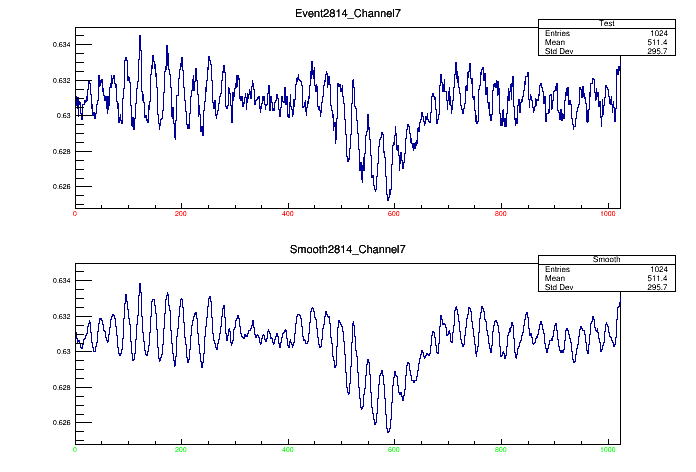 Event2814_Channel7
Test
Entries 1024
Mean 511.4
Std Dev 295.7
0.634
0.632
0.63
0.628
0.626
0 200 400 600 800 1000
Smooth2814_Channel7
Smooth
Entries 1024
Mean 511.4
Std Dev 295.7
0.634
0.632
0.63
0.628
0.626
0 200 400 600 800 1000